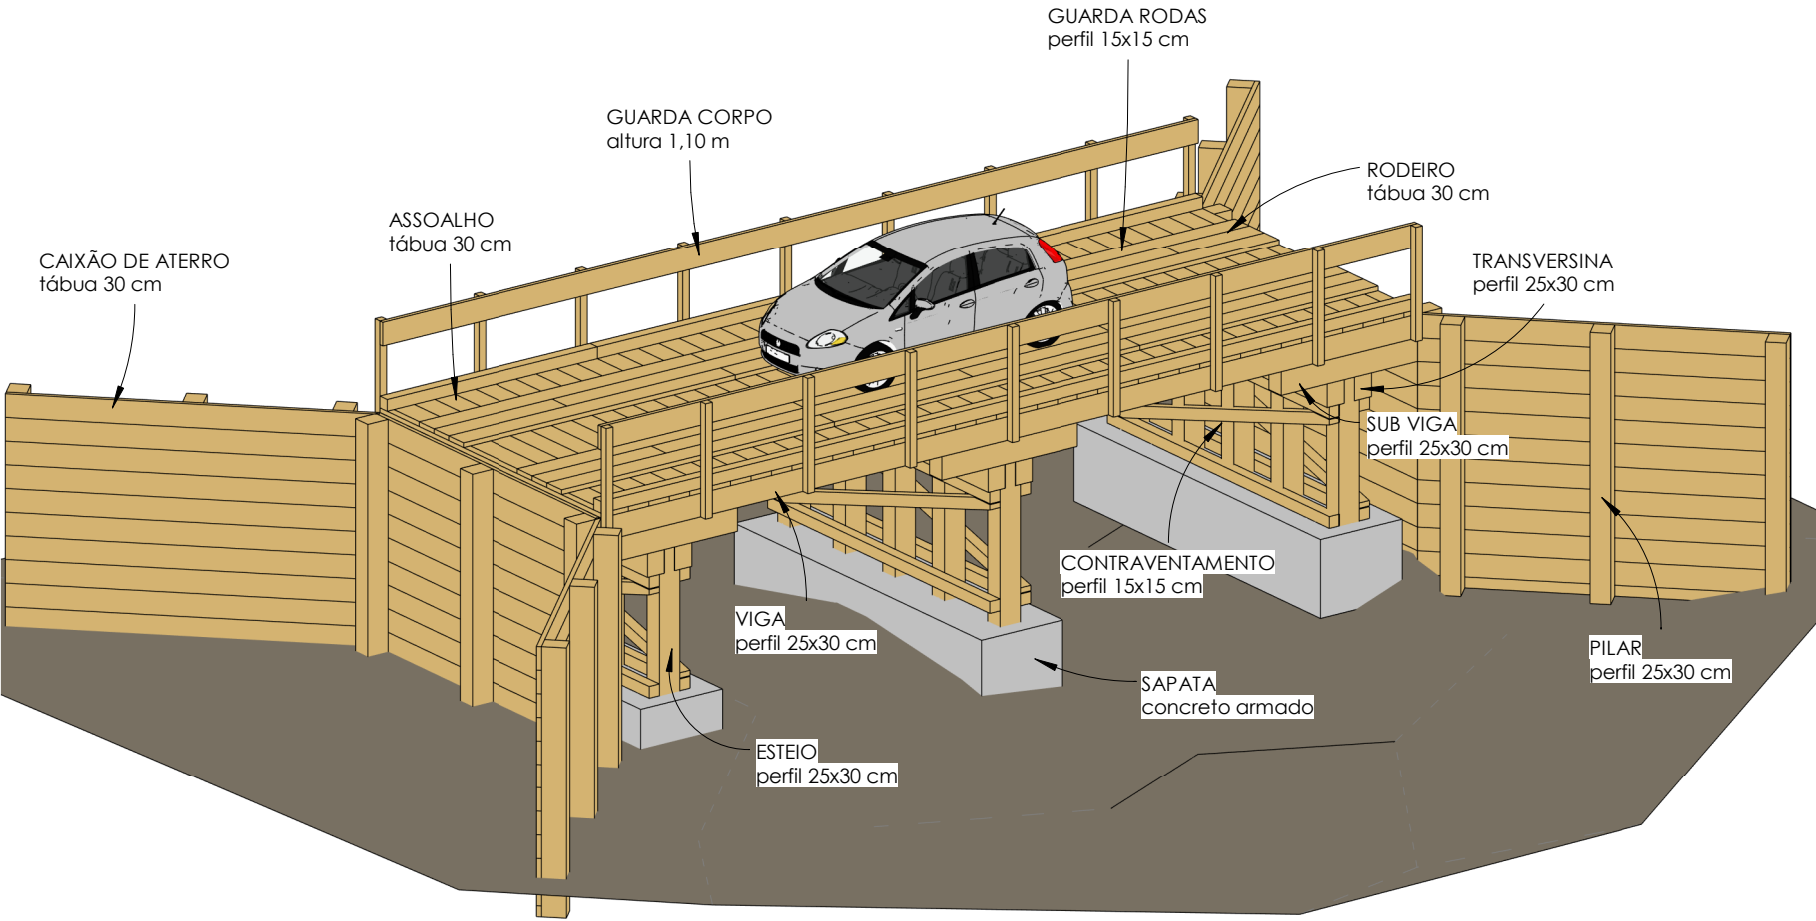 GUARDA RODAS
perfil 15x15 cm
GUARDA CORPO
altura 1,10 m
RODEIRO
tábua 30 cm
ASSOALHO
tábua 30 cm
CAIXÃO DE ATERRO
tábua 30 cm
TRANSVERSINA
perfil 25x30 cm
SUB VIGA
perfil 25x30 cm
CONTRAVENTAMENTO
perfil 15x15 cm
VIGA
perfil 25x30 cm
PILAR
perfil 25x30 cm
SAPATA
concreto armado
ESTEIO
perfil 25x30 cm